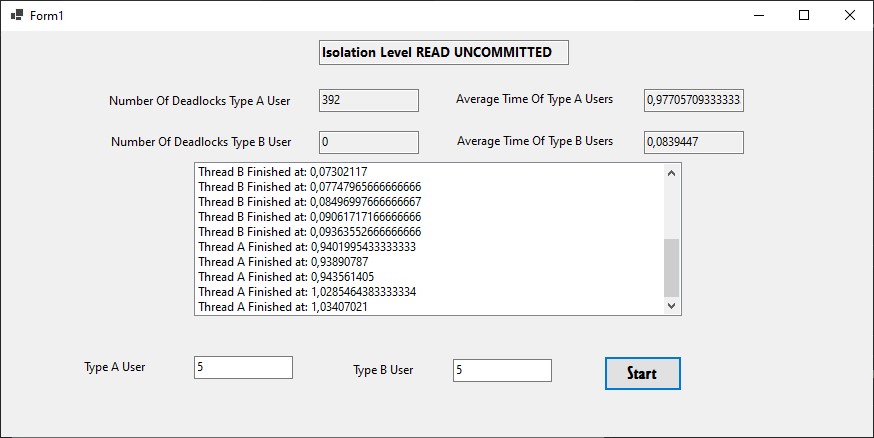 Form1
Isolation Level READ UNCOMMITTED
Number Of Deadlocks Type A User 392 Average Time Of Type A Users 0,97705709333333
Number Of Deadlocks Type B User 0 Average Time Of Type B Users 0,0839447
Thread B Finished at: 0,07302117
Thread B Finished at: 0,07747965666666666
Thread B Finished at: 0,08496997666666667
Thread B Finished at: 0,09061717166666666
Thread B Finished at: 0,09363552666666666
Thread A Finished at: 0,9401995433333333
Thread A Finished at: 0,93890787
Thread A Finished at: 0,943561405
Thread A Finished at: 1,0285464383333334
Thread A Finished at: 1,03407021
Type A User 5 Type B User 5 Start